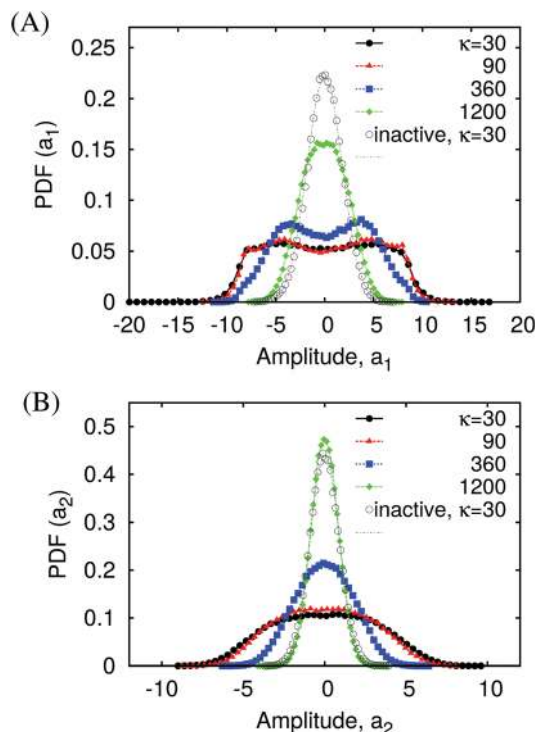 (A)
0.25
0.2
0.15
0.1
0.05
0
PDF (a1)
κ=30
90
360
1200
inactive, κ=30
-20 -15 -10 -5 0 5 10 15 20
Amplitude, a1
(B)
0.5
0.4
0.3
0.2
0.1
0
PDF (a2)
κ=30
90
360
1200
inactive, κ=30
-10 -5 0 5 10
Amplitude, a2